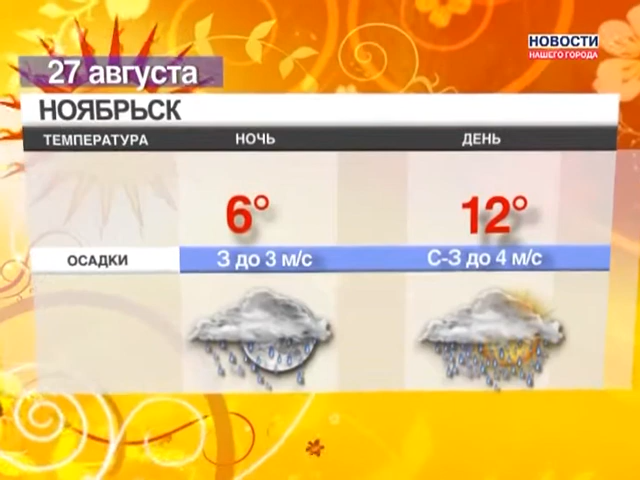 НОВОСТИ
НАШЕГО ГОРОДА
27 августа
НОЯБРЬСК
ТЕМПЕРАТУРА НОЧЬ ДЕНЬ
6° 12°
ОСАДКИ З до 3 м/с С-З до 4 м/с